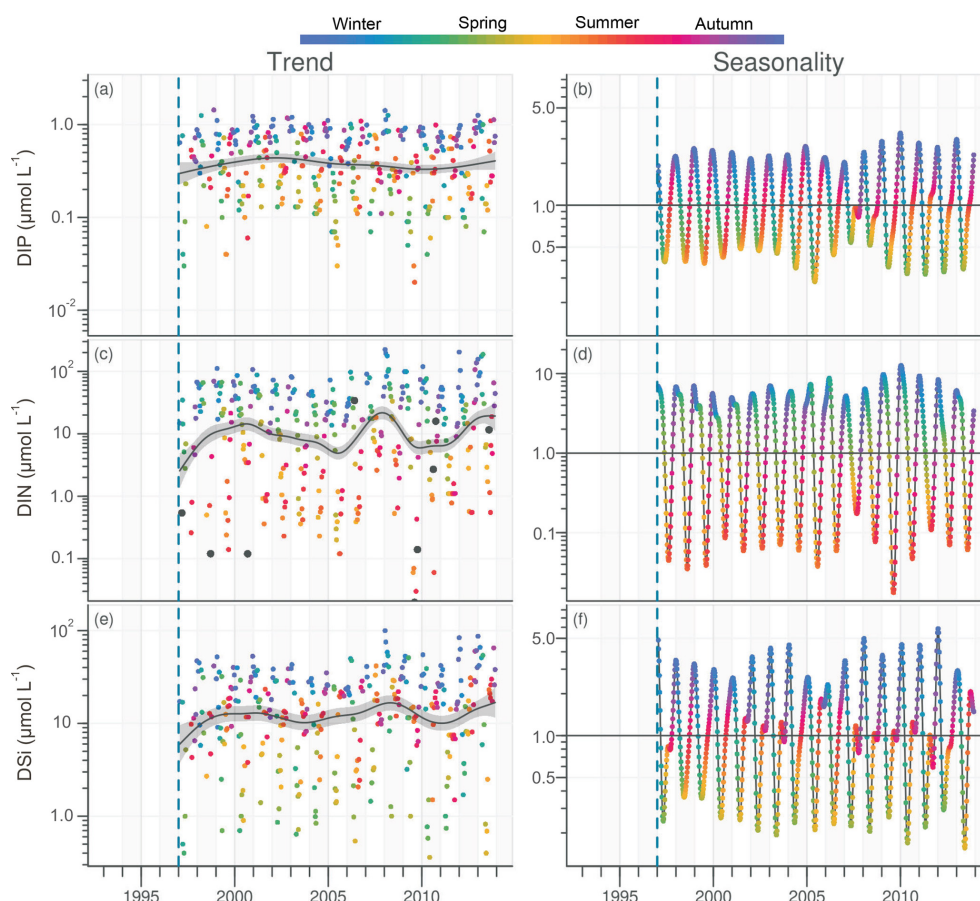 Winter Spring Summer Autumn
Trend Seasonality
(a) (b)
DIP (μmol L⁻¹)
1.0
0.1
10⁻²
5.0
1.0
0.5
(c) (d)
DIN (μmol L⁻¹)
10²
10
1.0
0.1
10
1.0
0.1
(e) (f)
DSi (μmol L⁻¹)
10²
10
1.0
5.0
1.0
0.5
1995 2000 2005 2010 1995 2000 2005 2010